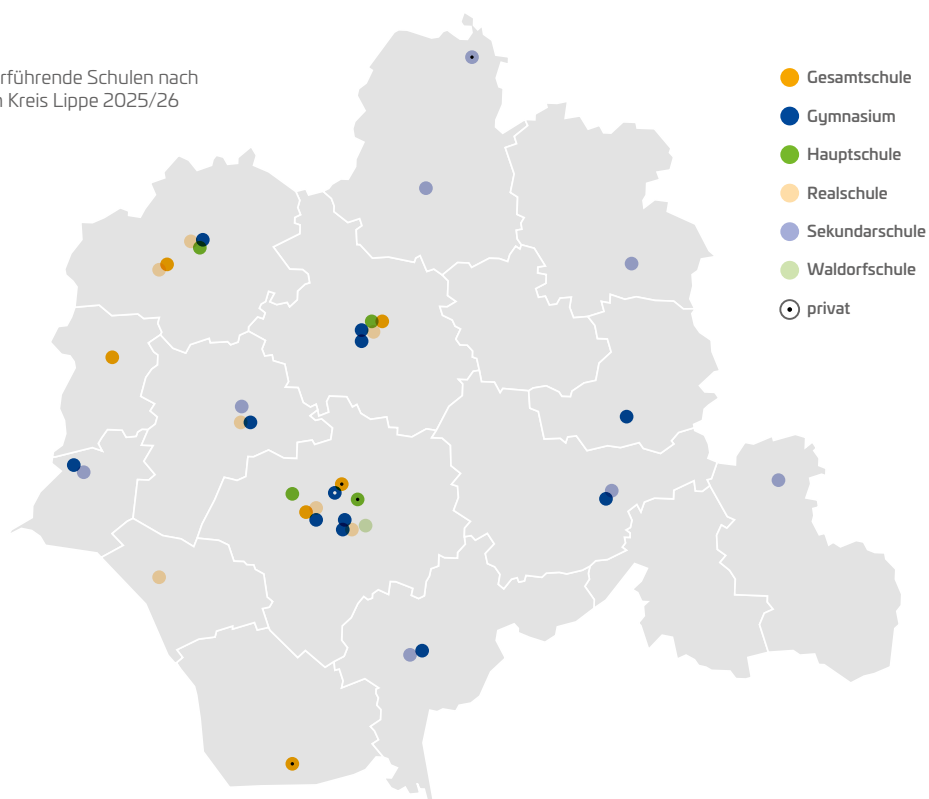 rführende Schulen nach
Kreis Lippe 2025/26
Gesamtschule
Gymnasium
Hauptschule
Realschule
Sekundarschule
Waldorfschule
privat